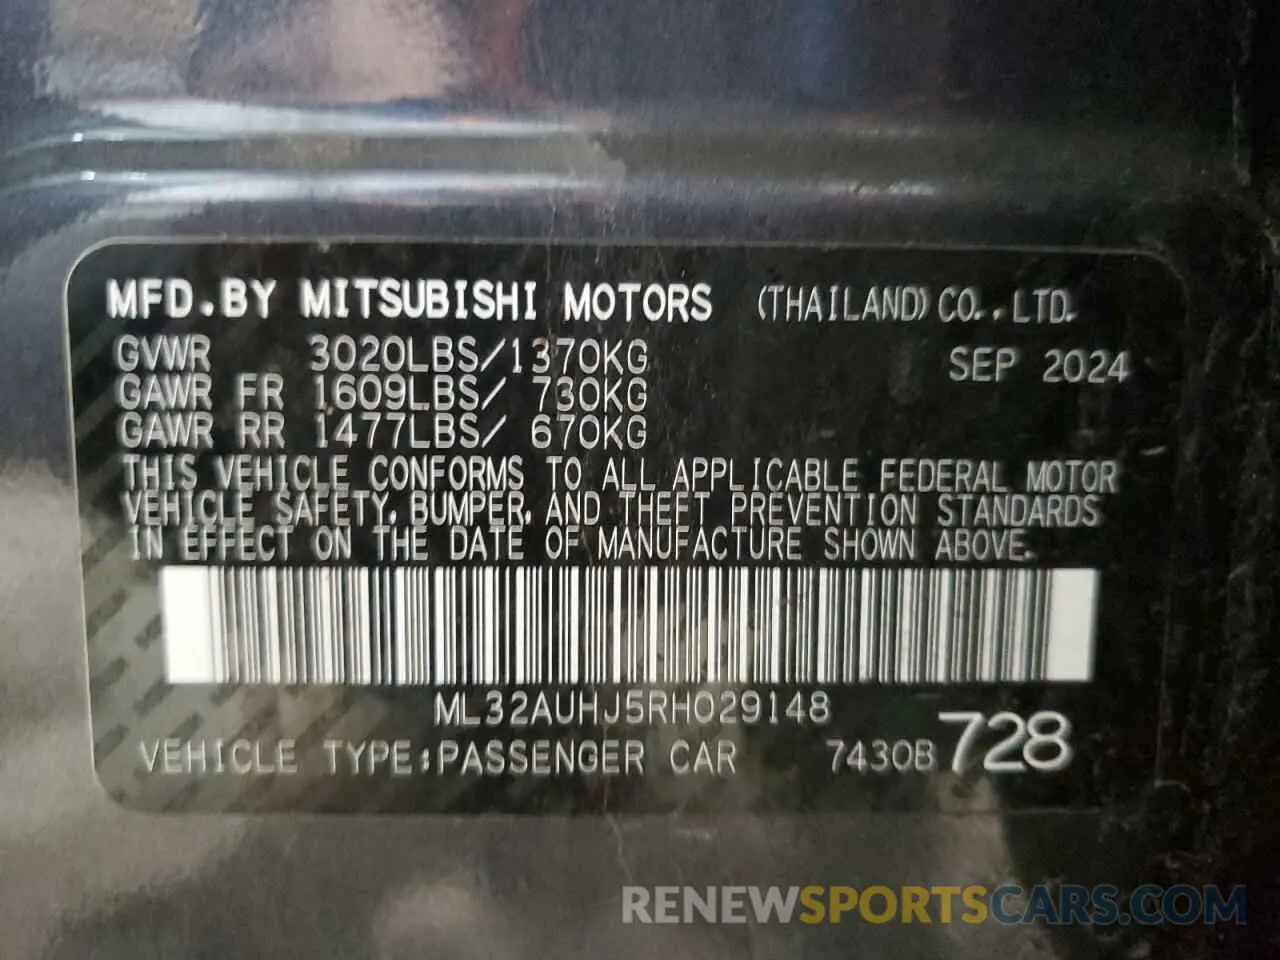 MFD.BY MITSUBISHI MOTORS (THAILAND) CO.,LTD.
GVWR 3020LBS/1370KG SEP 2024
GAWR FR 1609LBS/ 730KG
GAWR RR 1477LBS/ 670KG
THIS VEHICLE CONFORMS TO ALL APPLICABLE FEDERAL MOTOR
VEHICLE SAFETY, BUMPER, AND THEFT PREVENTION STANDARDS
IN EFFECT ON THE DATE OF MANUFACTURE SHOWN ABOVE.
ML32AUHJ5RH029148
VEHICLE TYPE:PASSENGER CAR 7430B 728
RENEWSPORTSCARS.COM